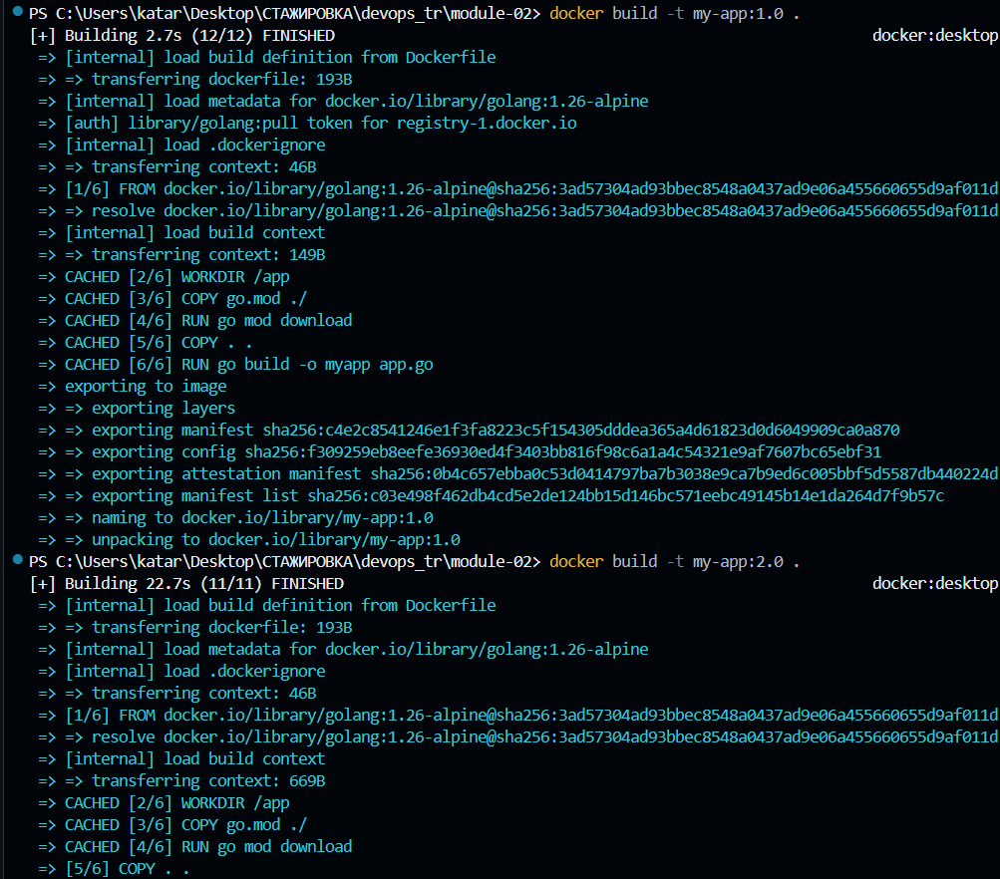 PS C:\Users\katar\Desktop\СТАЖИРОВКА\devops_tr\module-02> docker build -t my-app:1.0 .
[+] Building 2.7s (12/12) FINISHED docker:desktop
=> [internal] load build definition from Dockerfile
=> => transferring dockerfile: 193B
=> [internal] load metadata for docker.io/library/golang:1.26-alpine
=> [auth] library/golang:pull token for registry-1.docker.io
=> [internal] load .dockerignore
=> => transferring context: 46B
=> [1/6] FROM docker.io/library/golang:1.26-alpine@sha256:3ad57304ad93bbec8548a0437ad9e06a455660655d9af011d
=> => resolve docker.io/library/golang:1.26-alpine@sha256:3ad57304ad93bbec8548a0437ad9e06a455660655d9af011d
=> [internal] load build context
=> => transferring context: 149B
=> CACHED [2/6] WORKDIR /app
=> CACHED [3/6] COPY go.mod ./
=> CACHED [4/6] RUN go mod download
=> CACHED [5/6] COPY . .
=> CACHED [6/6] RUN go build -o myapp app.go
=> exporting to image
=> => exporting layers
=> => exporting manifest sha256:c4e2c8541246e1f3fa8223c5f154305dddea365a4d61823d0d6049909ca0a870
=> => exporting config sha256:f309259eb8eefe36930ed4f3403bb816f98c6a1a4c54321e9af7607bc65ebf31
=> => exporting attestation manifest sha256:0b4c657ebba0c53d0414797ba7b3038e9ca7b9ed6c005bbf5d5587db440224d
=> => exporting manifest list sha256:c03e498f462db4cd5e2de124bb15d146bc571eebc49145b14e1da264d7f9b57c
=> => naming to docker.io/library/my-app:1.0
=> => unpacking to docker.io/library/my-app:1.0
PS C:\Users\katar\Desktop\СТАЖИРОВКА\devops_tr\module-02> docker build -t my-app:2.0 .
[+] Building 22.7s (11/11) FINISHED docker:desktop
=> [internal] load build definition from Dockerfile
=> => transferring dockerfile: 193B
=> [internal] load metadata for docker.io/library/golang:1.26-alpine
=> [internal] load .dockerignore
=> => transferring context: 46B
=> [1/6] FROM docker.io/library/golang:1.26-alpine@sha256:3ad57304ad93bbec8548a0437ad9e06a455660655d9af011d
=> => resolve docker.io/library/golang:1.26-alpine@sha256:3ad57304ad93bbec8548a0437ad9e06a455660655d9af011d
=> [internal] load build context
=> => transferring context: 669B
=> CACHED [2/6] WORKDIR /app
=> CACHED [3/6] COPY go.mod ./
=> CACHED [4/6] RUN go mod download
=> [5/6] COPY . .